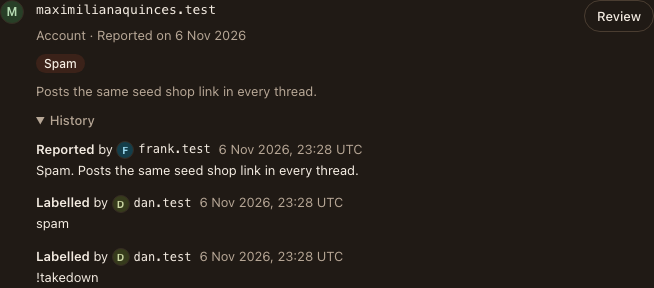 M
maximilianaquinces.test
Review
Account · Reported on 6 Nov 2026
Spam
Posts the same seed shop link in every thread.
▼ History
Reported by F frank.test 6 Nov 2026, 23:28 UTC
Spam. Posts the same seed shop link in every thread.
Labelled by D dan.test 6 Nov 2026, 23:28 UTC
spam
Labelled by D dan.test 6 Nov 2026, 23:28 UTC
!takedown